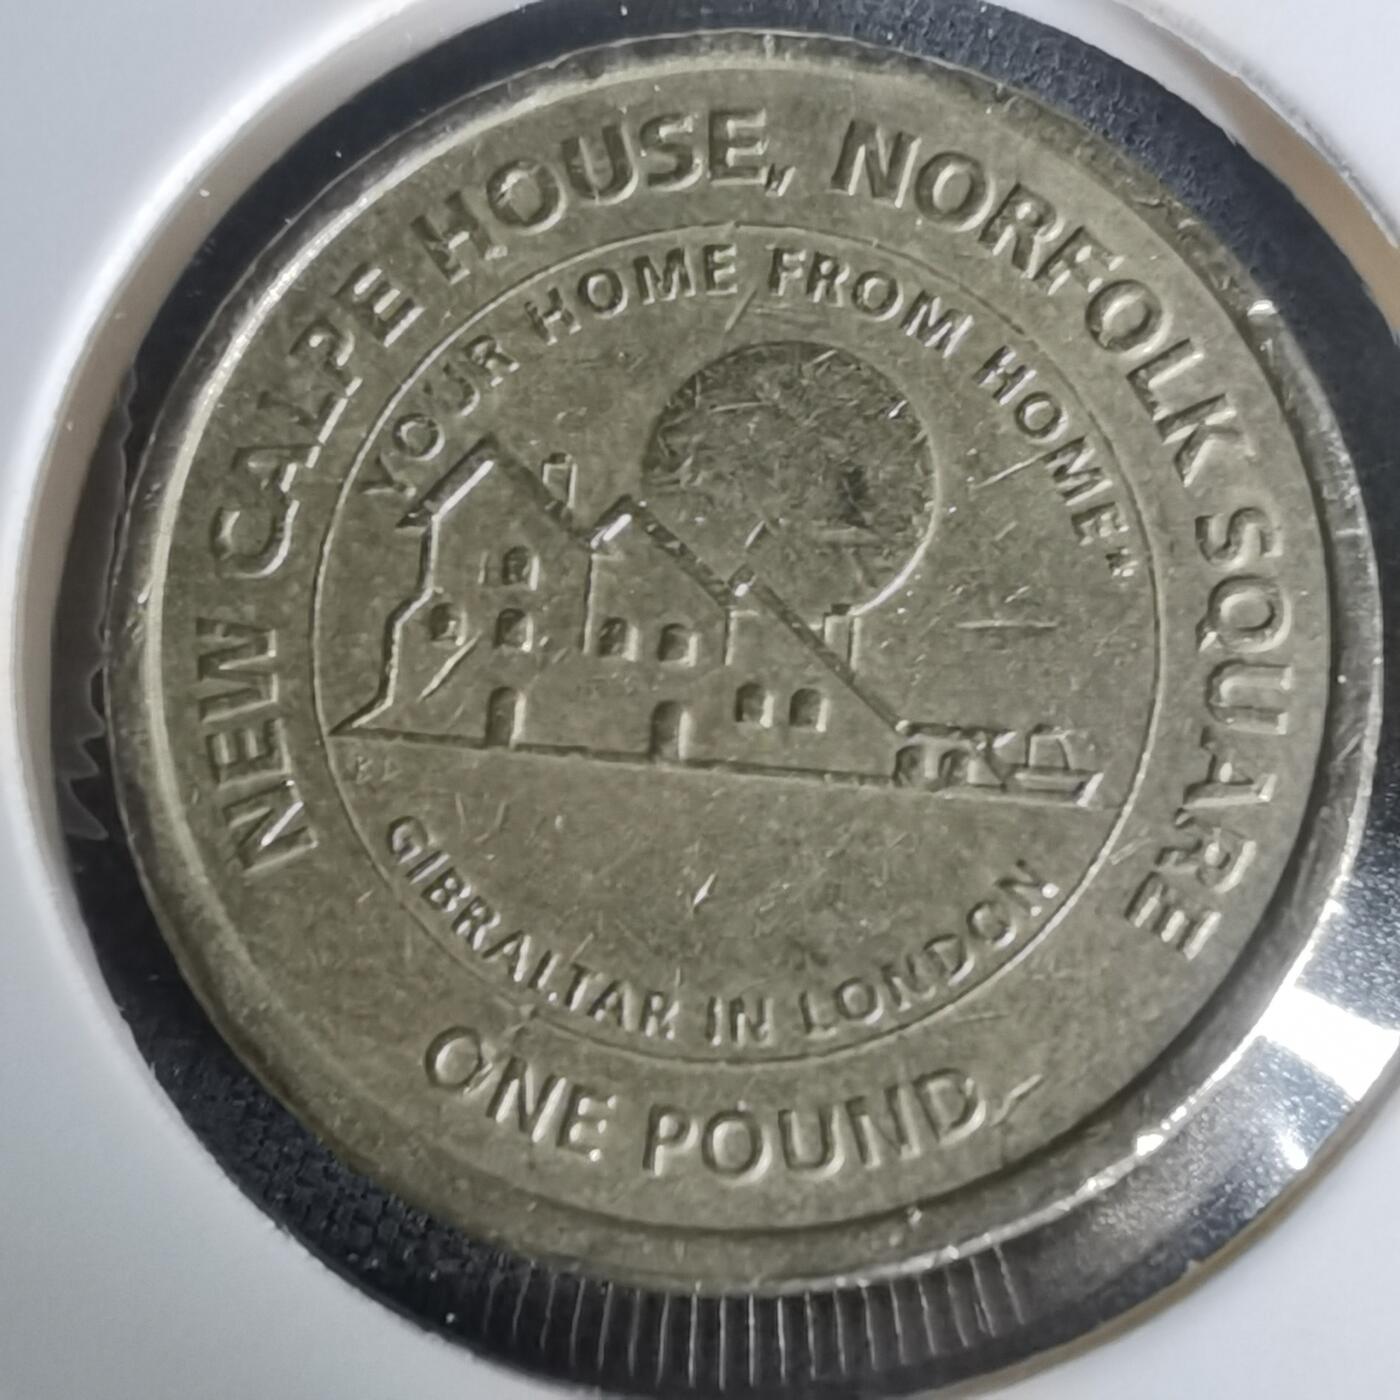 NEW CALPE HOUSE, NORFOLK SQUARE
YOUR HOME FROM HOME"
GIBRALTAR IN LONDON
ONE POUND